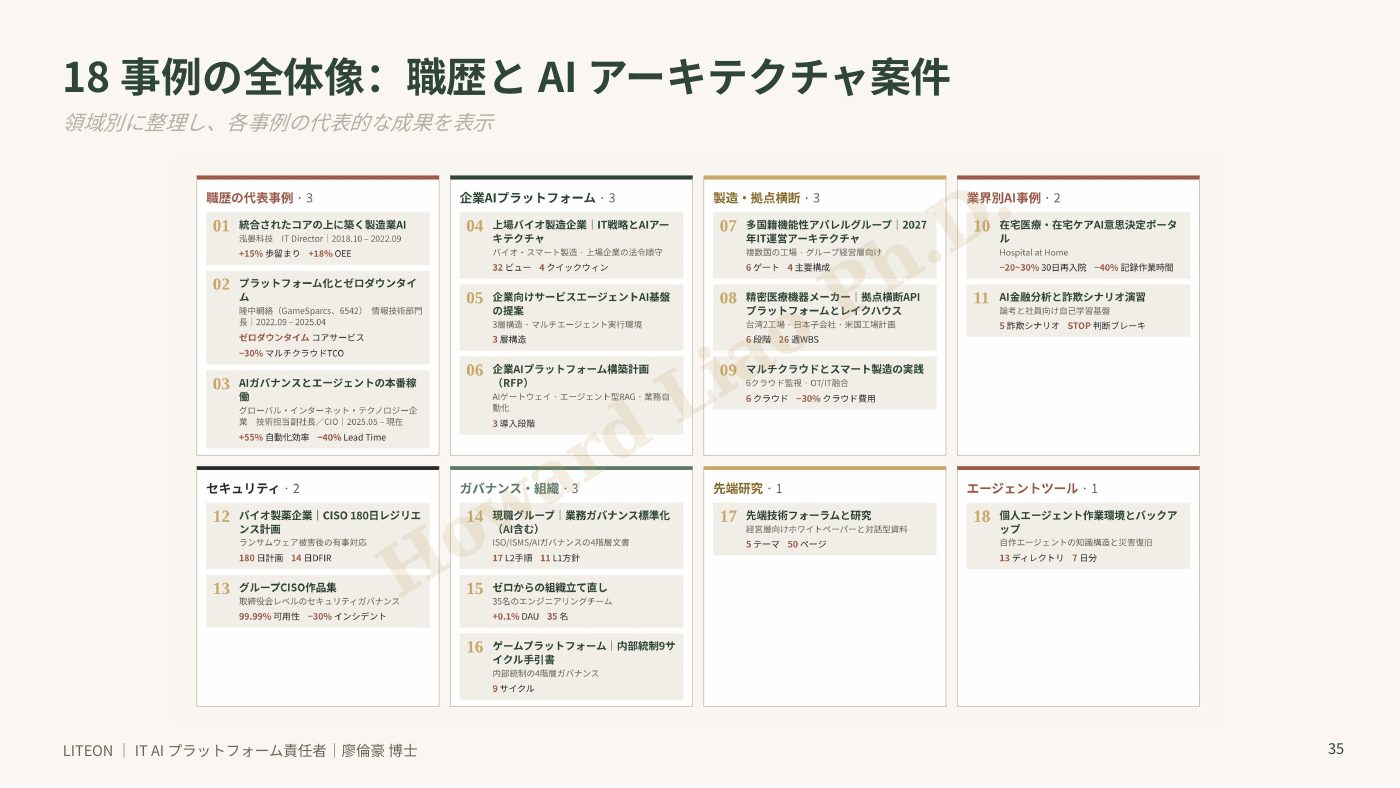 18 事例の全体像：職歴と AI アーキテクチャ案件
領域別に整理し、各事例の代表的な成果を表示
職歴の代表事例 · 3
01 統合されたコアの上に築く製造業AI
泓晏科技　IT Director｜2018.10 – 2022.09
+15% 歩留まり +18% OEE
02 プラットフォーム化とゼロダウンタイ
ム
隆中網絡（GameSparcs、6542）　情報技術部門
長｜2022.09 – 2025.04
ゼロダウンタイム コアサービス
−30% マルチクラウドTCO
03 AIガバナンスとエージェントの本番稼
働
グローバル・インターネット・テクノロジー企
業　技術担当副社長／CIO｜2025.05 – 現在
+55% 自動化効率 −40% Lead Time
企業AIプラットフォーム · 3
04 上場バイオ製造企業｜IT戦略とAIアー
キテクチャ
バイオ・スマート製造 · 上場企業の法令順守
32 ビュー 4 クイックウィン
05 企業向けサービスエージェントAI基盤
の提案
3層構造 · マルチエージェント実行環境
3 層構造
06 企業AIプラットフォーム構築計画
（RFP）
AIゲートウェイ · エージェント型RAG · 業務自
動化
3 導入段階
製造・拠点横断 · 3
07 多国籍機能性アパレルグループ｜2027
年IT運営アーキテクチャ
複数国の工場 · グループ経営層向け
6 ゲート 4 主要構成
08 精密医療機器メーカー｜拠点横断API
プラットフォームとレイクハウス
台湾2工場 · 日本子会社 · 米国工場計画
6 段階 26 週WBS
09 マルチクラウドとスマート製造の実践
6クラウド監視 · OT/IT融合
6 クラウド −30% クラウド費用
業界別AI事例 · 2
10 在宅医療・在宅ケアAI意思決定ポータ
ル
Hospital at Home
−20~30% 30日再入院 −40% 記録作業時間
11 AI金融分析と詐欺シナリオ演習
論考と社員向け自己学習基盤
5 詐欺シナリオ STOP 判断ブレーキ
セキュリティ · 2
12 バイオ製薬企業｜CISO 180日レジリエ
ンス計画
ランサムウェア被害後の有事対応
180 日計画 14 日DFIR
13 グループCISO作品集
取締役会レベルのセキュリティガバナンス
99.99% 可用性 −30% インシデント
ガバナンス・組織 · 3
14 現職グループ｜業務ガバナンス標準化
（AI含む）
ISO/ISMS/AIガバナンスの4階層文書
17 L2手順 11 L1方針
15 ゼロからの組織立て直し
35名のエンジニアリングチーム
+0.1% DAU 35 名
16 ゲームプラットフォーム｜内部統制9サ
イクル手引書
内部統制の4階層ガバナンス
9 サイクル
先端研究 · 1
17 先端技術フォーラムと研究
経営層向けホワイトペーパーと対話型資料
5 テーマ 50 ページ
エージェントツール · 1
18 個人エージェント作業環境とバックア
ップ
自作エージェントの知識構造と災害復旧
13 ディレクトリ 7 日分
Howard Liao Ph.D.
LITEON ｜ IT AI プラットフォーム責任者｜廖倫豪 博士
35